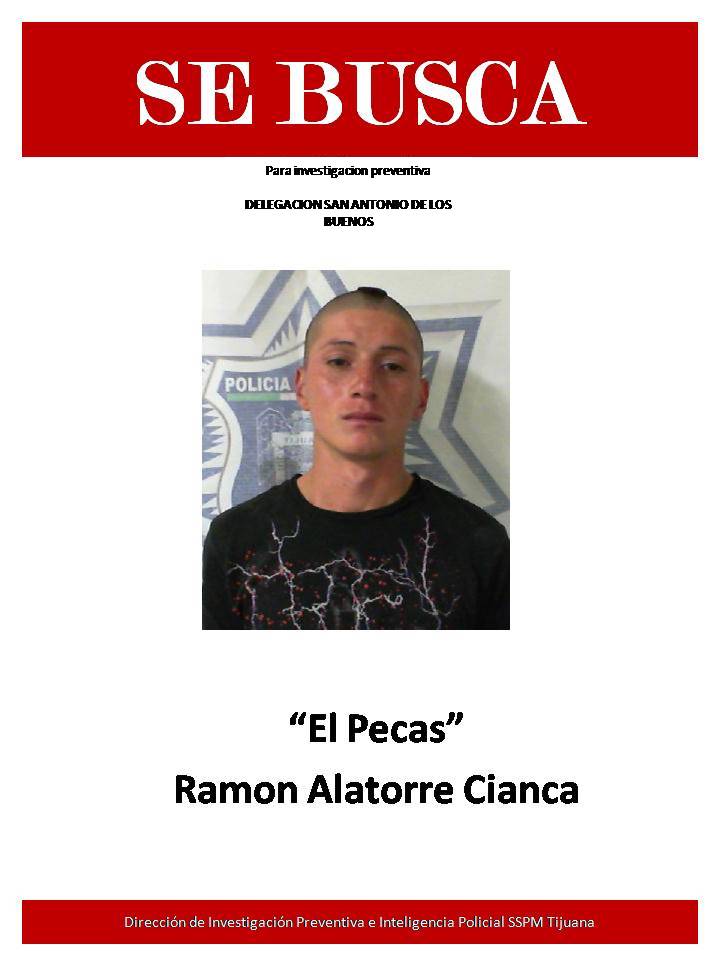 SE BUSCA
Para investigacion preventiva
DELEGACION SAN ANTONIO DE LOS
BUENOS
POLICIA
“El Pecas”
Ramon Alatorre Cianca
Dirección de Investigación Preventiva e Inteligencia Policial SSPM Tijuana